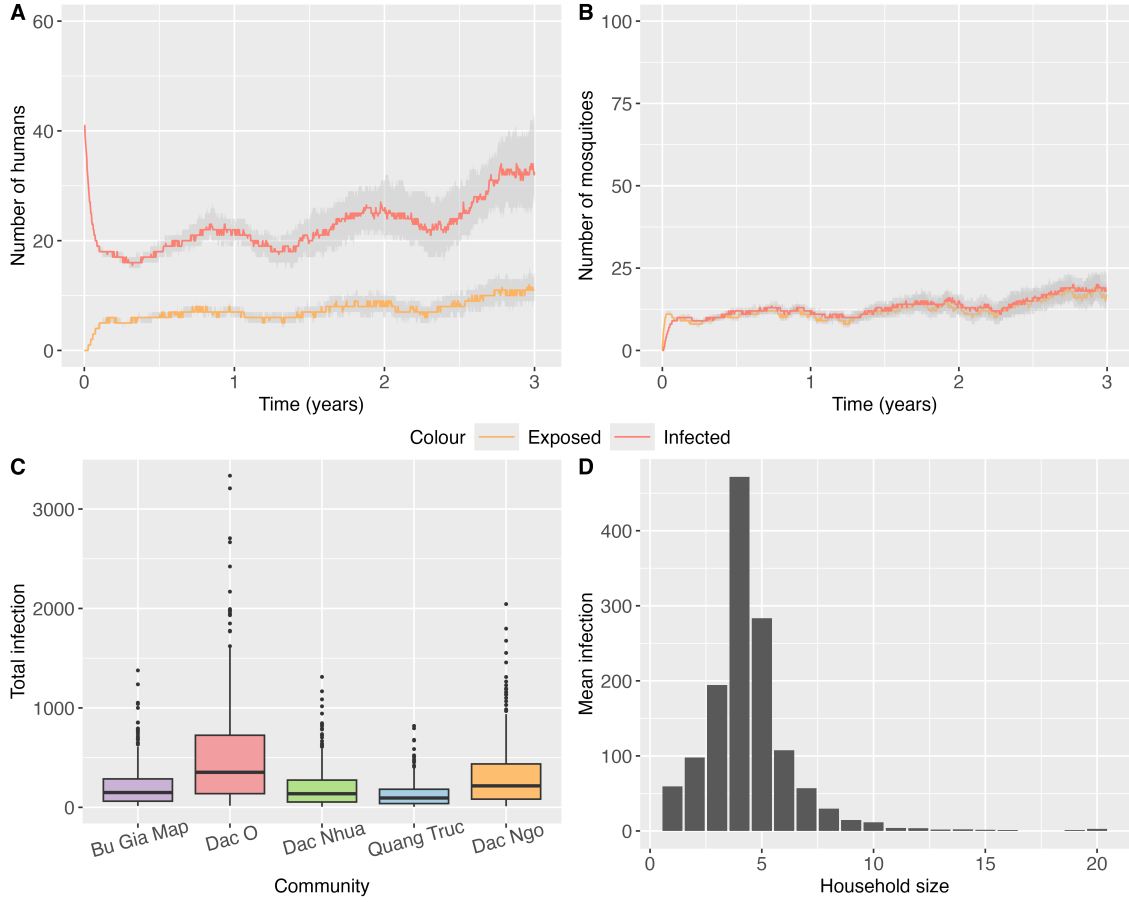 A
Number of humans
60
40
20
0
0 1 2 3
Time (years)
B
Number of mosquitoes
100
75
50
25
0
0 1 2 3
Time (years)
Colour Exposed Infected
C
Total infection
3000
2000
1000
0
Bu Gia Map Dac O Dac Nhua Quang Truc Dac Ngo
Community
D
Mean infection
400
300
200
100
0
0 5 10 15 20
Household size